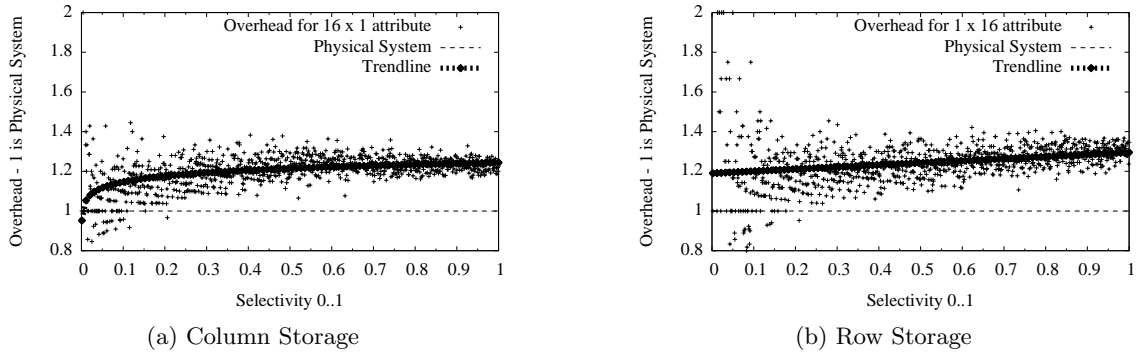 Overhead - 1 is Physical System
2
1.8
1.6
1.4
1.2
1
0.8
Overhead for 16 x 1 attribute
Physical System
Trendline
0 0.1 0.2 0.3 0.4 0.5 0.6 0.7 0.8 0.9 1
Selectivity 0..1
(a) Column Storage
Overhead - 1 is Physical System
2
1.8
1.6
1.4
1.2
1
0.8
Overhead for 1 x 16 attribute
Physical System
Trendline
0 0.1 0.2 0.3 0.4 0.5 0.6 0.7 0.8 0.9 1
Selectivity 0..1
(b) Row Storage